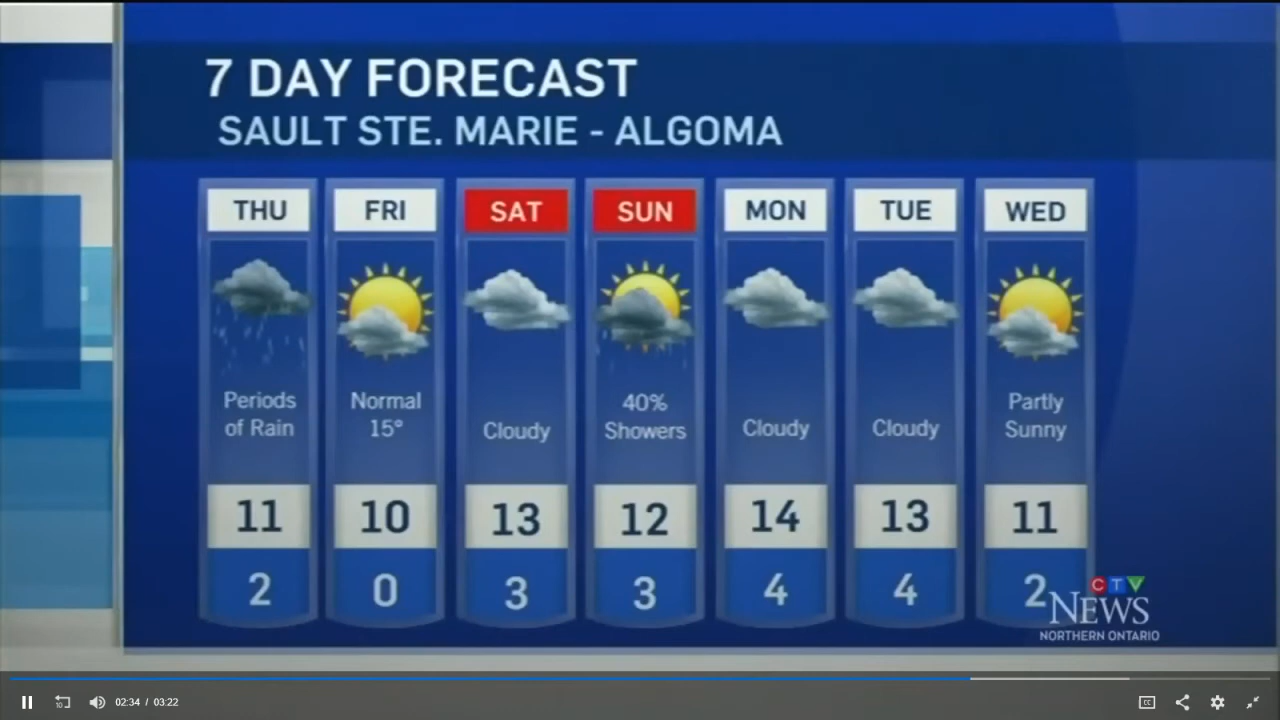 7 DAY FORECAST
SAULT STE. MARIE - ALGOMA
THU FRI SAT SUN MON TUE WED
Periods of Rain
Normal 15°
Cloudy
40% Showers
Cloudy
Cloudy
Partly Sunny
11 10 13 12 14 13 11
2 0 3 3 4 4 2
CTV
NEWS
NORTHERN ONTARIO
10 02:34 / 03:22 CC